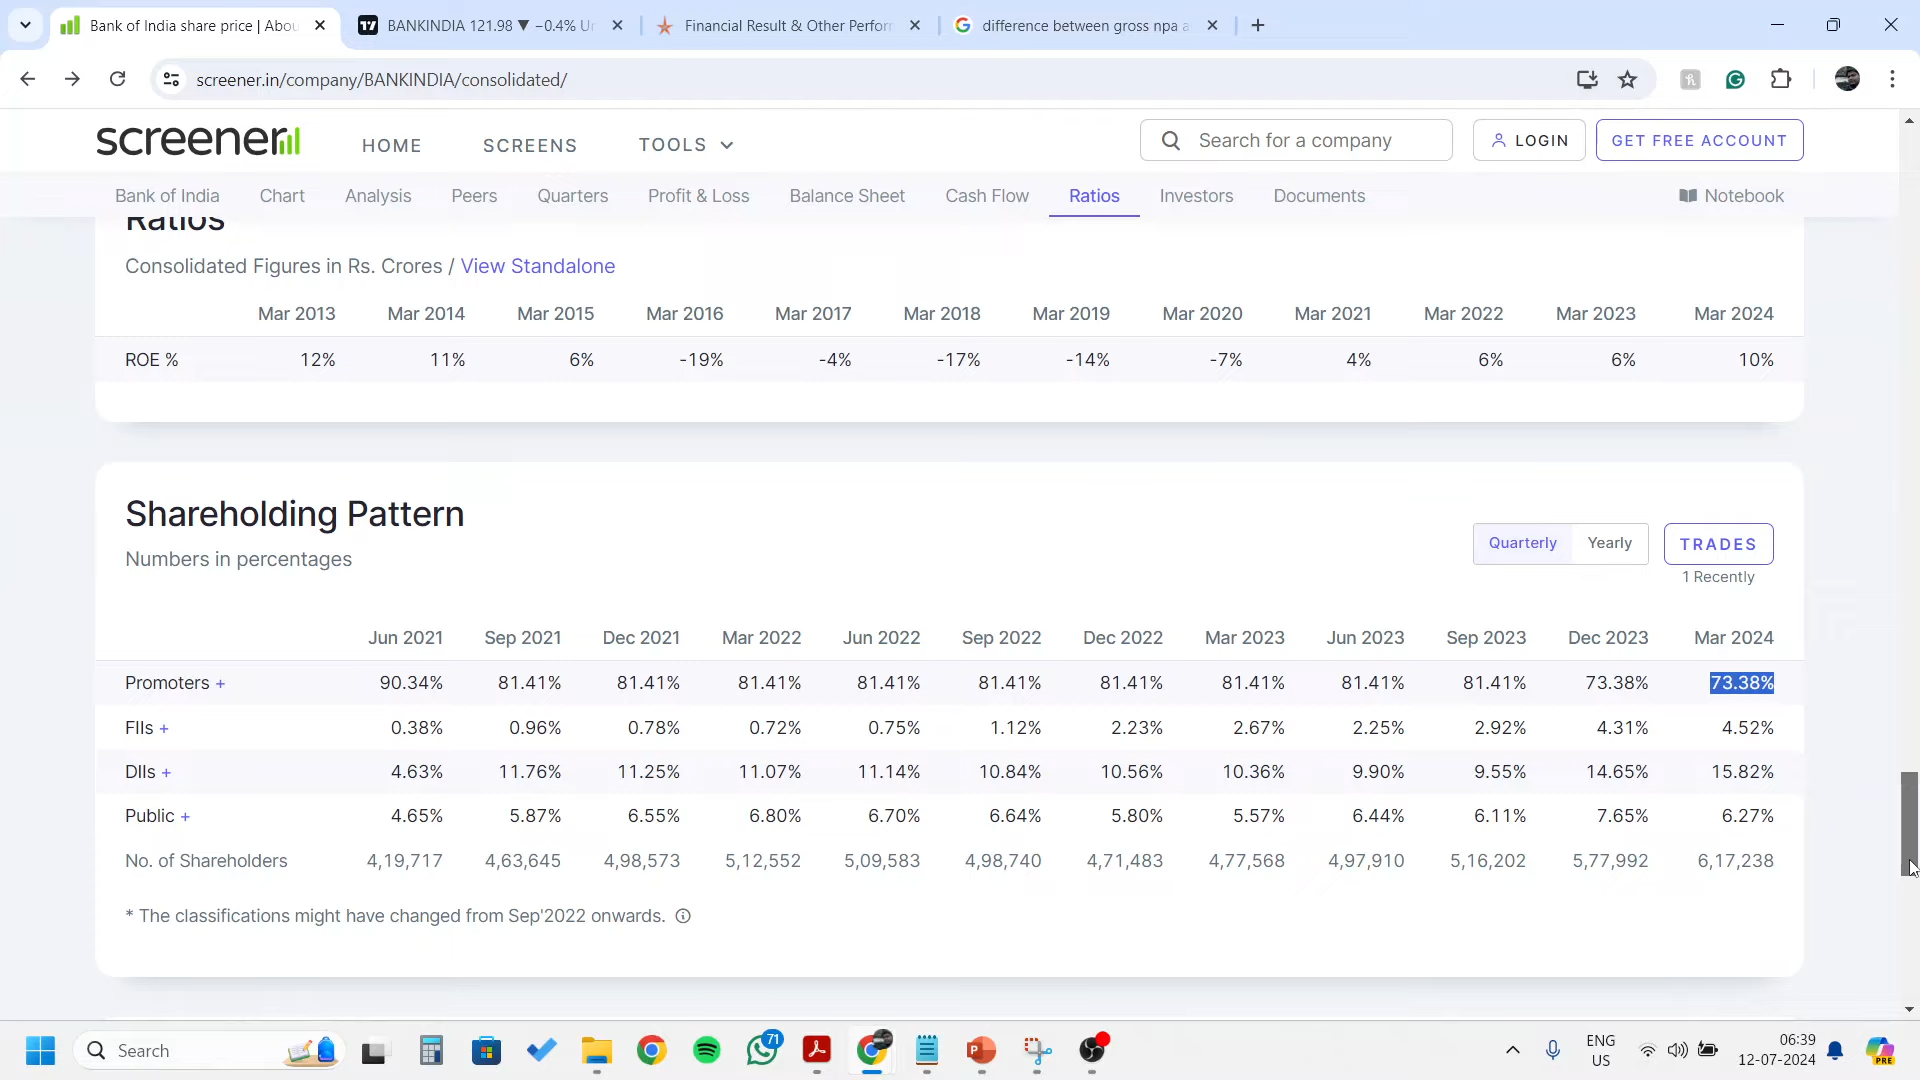 Bank of India share price | Abou
BANKINDIA 121.98 ▼ −0.4% Un
Financial Result & Other Perforn
difference between gross npa a
screener.in/company/BANKINDIA/consolidated/
screener
HOME
SCREENS
TOOLS
Search for a company
LOGIN
GET FREE ACCOUNT
Bank of India Chart Analysis Peers Quarters Profit & Loss Balance Sheet Cash Flow Ratios Investors Documents Notebook
Ratios
Consolidated Figures in Rs. Crores / View Standalone
Mar 2013 Mar 2014 Mar 2015 Mar 2016 Mar 2017 Mar 2018 Mar 2019 Mar 2020 Mar 2021 Mar 2022 Mar 2023 Mar 2024
ROE % 12% 11% 6% -19% -4% -17% -14% -7% 4% 6% 6% 10%
Shareholding Pattern
Numbers in percentages
Quarterly Yearly
TRADES
1 Recently
Jun 2021 Sep 2021 Dec 2021 Mar 2022 Jun 2022 Sep 2022 Dec 2022 Mar 2023 Jun 2023 Sep 2023 Dec 2023 Mar 2024
Promoters + 90.34% 81.41% 81.41% 81.41% 81.41% 81.41% 81.41% 81.41% 81.41% 81.41% 73.38% 73.38%
FIIs + 0.38% 0.96% 0.78% 0.72% 0.75% 1.12% 2.23% 2.67% 2.25% 2.92% 4.31% 4.52%
DIIs + 4.63% 11.76% 11.25% 11.07% 11.14% 10.84% 10.56% 10.36% 9.90% 9.55% 14.65% 15.82%
Public + 4.65% 5.87% 6.55% 6.80% 6.70% 6.64% 5.80% 5.57% 6.44% 6.11% 7.65% 6.27%
No. of Shareholders 4,19,717 4,63,645 4,98,573 5,12,552 5,09,583 4,98,740 4,71,483 4,77,568 4,97,910 5,16,202 5,77,992 6,17,238
* The classifications might have changed from Sep'2022 onwards.
Search
71
ENG
US
06:39
12-07-2024
PRE